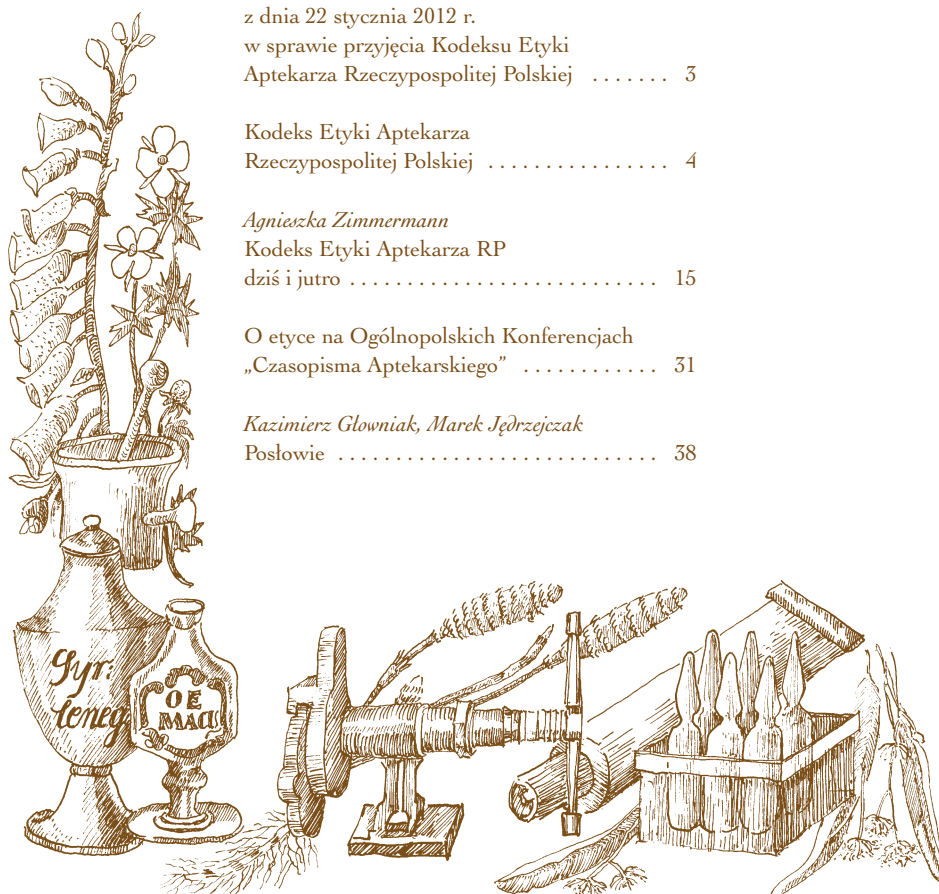 z dnia 22 stycznia 2012 r.
w sprawie przyjęcia Kodeksu Etyki
Aptekarza Rzeczypospolitej Polskiej . . . . . . . 3
Kodeks Etyki Aptekarza
Rzeczypospolitej Polskiej . . . . . . . . . . . . . . . . 4
Agnieszka Zimmermann
Kodeks Etyki Aptekarza RP
dziś i jutro . . . . . . . . . . . . . . . . . . . . . . . . . . . 15
O etyce na Ogólnopolskich Konferencjach
„Czasopisma Aptekarskiego” . . . . . . . . . . . . 31
Kazimierz Głowniak, Marek Jędrzejczak
Posłowie . . . . . . . . . . . . . . . . . . . . . . . . . . . . 38
Syr:
OE